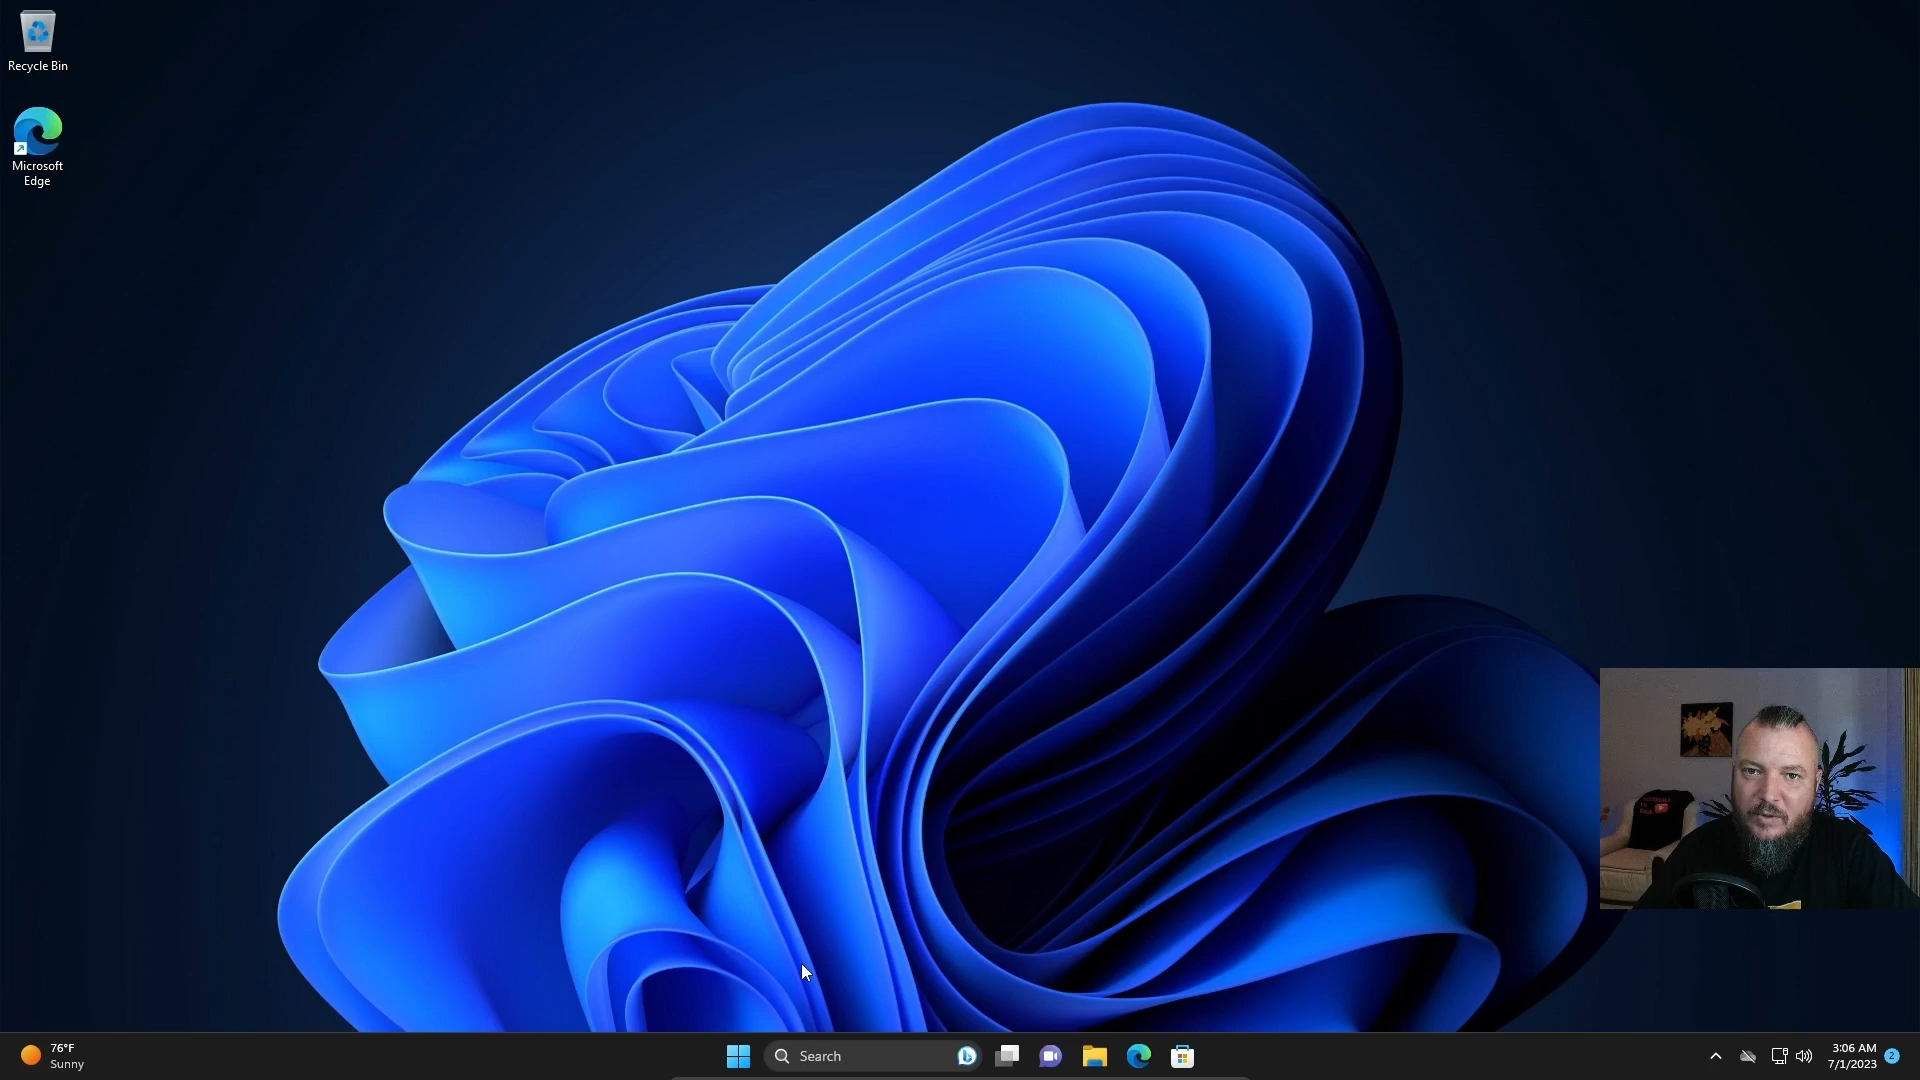 Recycle Bin
Microsoft
Edge
76°F
Sunny
Search
3:06 AM
7/1/2023
2